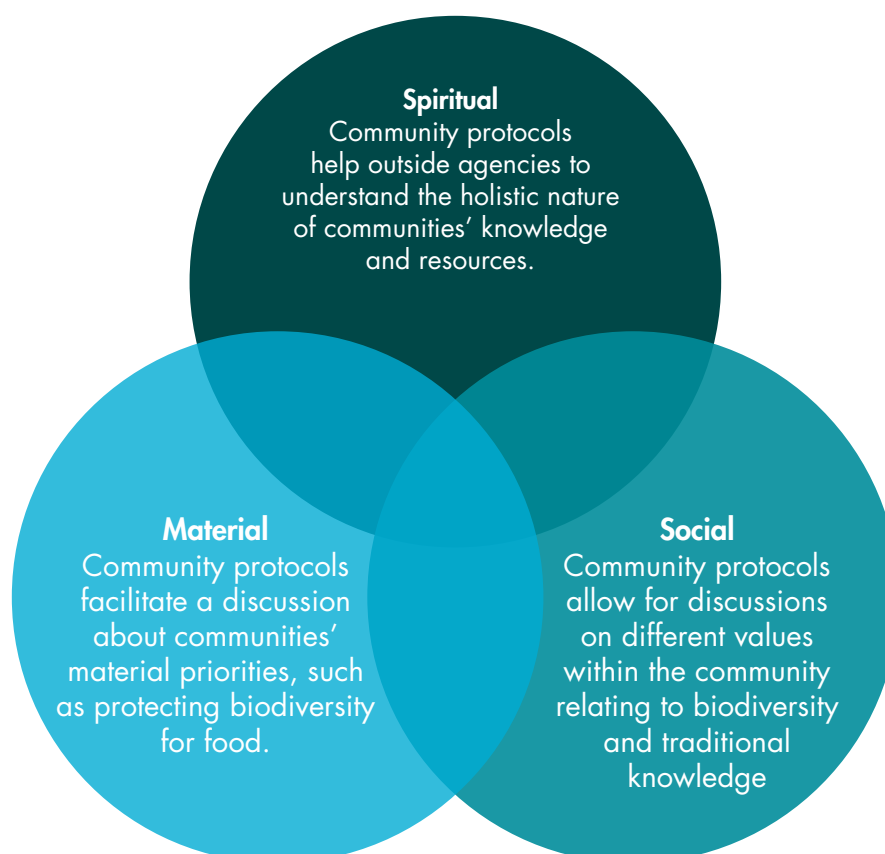 Spiritual
Community protocols
help outside agencies to
understand the holistic nature
of communities’ knowledge
and resources.
Material
Community protocols
facilitate a discussion
about communities’
material priorities, such
as protecting biodiversity
for food.
Social
Community protocols
allow for discussions
on different values
within the community
relating to biodiversity
and traditional
knowledge